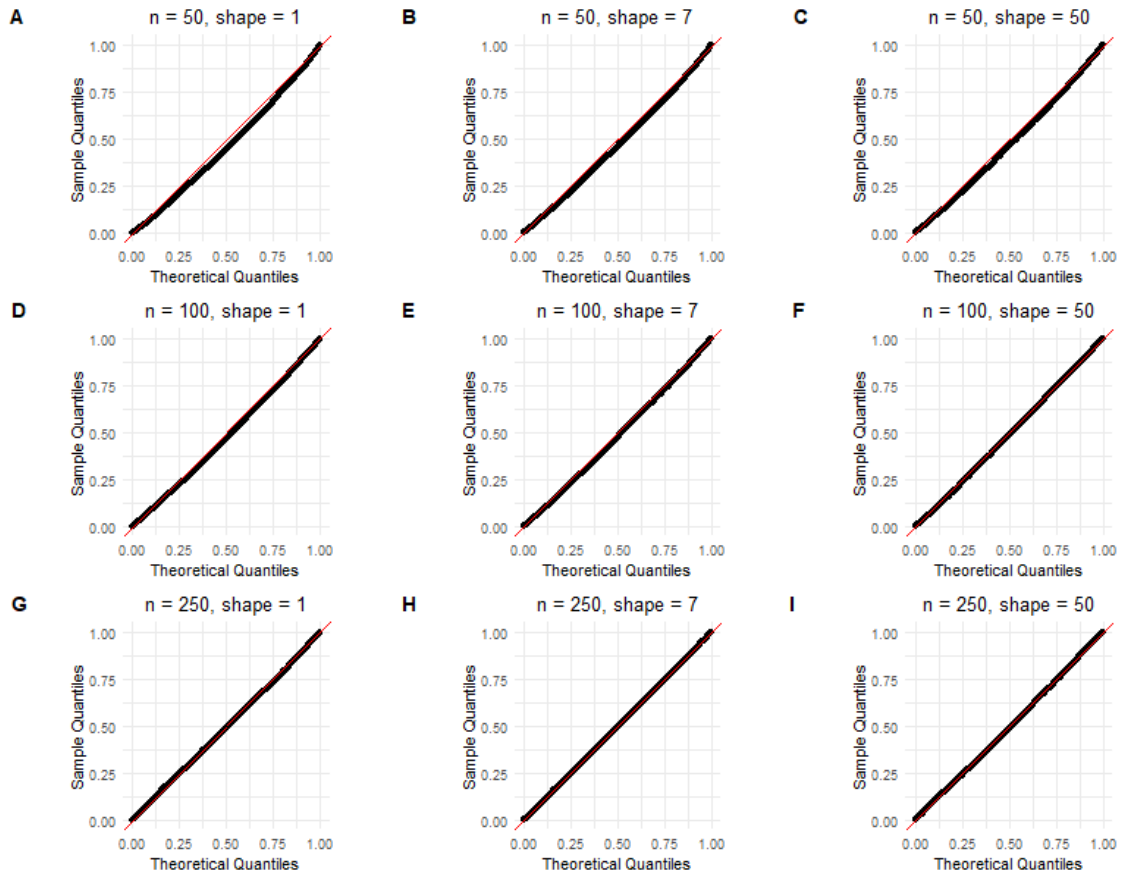 A n = 50, shape = 1 B n = 50, shape = 7 C n = 50, shape = 50
1.00 1.00 1.00
0.75 0.75 0.75
0.50 0.50 0.50
0.25 0.25 0.25
0.00 0.00 0.00
Sample Quantiles Sample Quantiles Sample Quantiles
0.00 0.25 0.50 0.75 1.00 0.00 0.25 0.50 0.75 1.00 0.00 0.25 0.50 0.75 1.00
Theoretical Quantiles Theoretical Quantiles Theoretical Quantiles
D n = 100, shape = 1 E n = 100, shape = 7 F n = 100, shape = 50
1.00 1.00 1.00
0.75 0.75 0.75
0.50 0.50 0.50
0.25 0.25 0.25
0.00 0.00 0.00
Sample Quantiles Sample Quantiles Sample Quantiles
0.00 0.25 0.50 0.75 1.00 0.00 0.25 0.50 0.75 1.00 0.00 0.25 0.50 0.75 1.00
Theoretical Quantiles Theoretical Quantiles Theoretical Quantiles
G n = 250, shape = 1 H n = 250, shape = 7 I n = 250, shape = 50
1.00 1.00 1.00
0.75 0.75 0.75
0.50 0.50 0.50
0.25 0.25 0.25
0.00 0.00 0.00
Sample Quantiles Sample Quantiles Sample Quantiles
0.00 0.25 0.50 0.75 1.00 0.00 0.25 0.50 0.75 1.00 0.00 0.25 0.50 0.75 1.00
Theoretical Quantiles Theoretical Quantiles Theoretical Quantiles